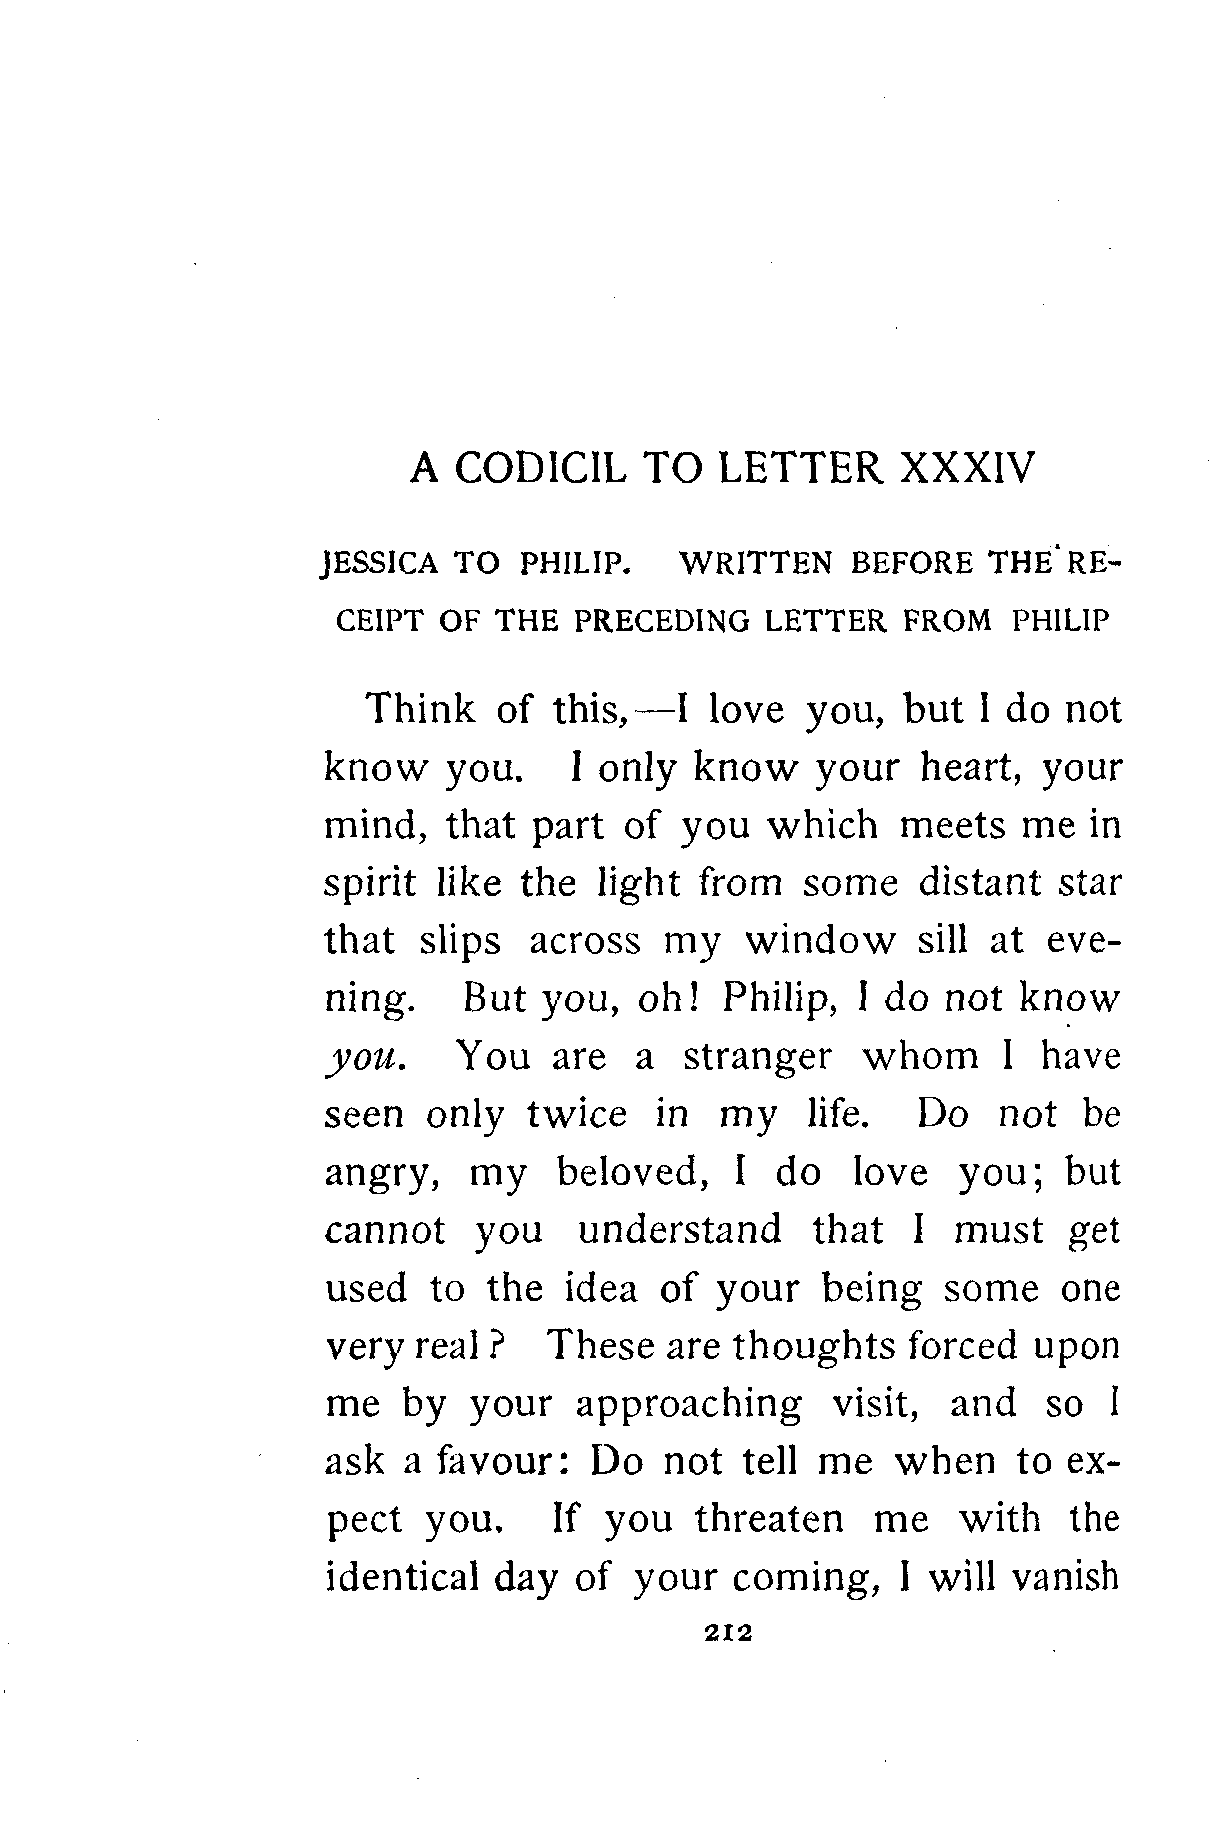 A CODICIL TO LETTER XXXIV
JESSICA TO PHILIP. WRITTEN BEFORE THE RE-
CEIPT OF THE PRECEDING LETTER FROM PHILIP
Think of this,—I love you, but I do not
know you. I only know your heart, your
mind, that part of you which meets me in
spirit like the light from some distant star
that slips across my window sill at eve-
ning. But you, oh! Philip, I do not know
you. You are a stranger whom I have
seen only twice in my life. Do not be
angry, my beloved, I do love you; but
cannot you understand that I must get
used to the idea of your being some one
very real? These are thoughts forced upon
me by your approaching visit, and so I
ask a favour: Do not tell me when to ex-
pect you. If you threaten me with the
identical day of your coming, I will vanish
212